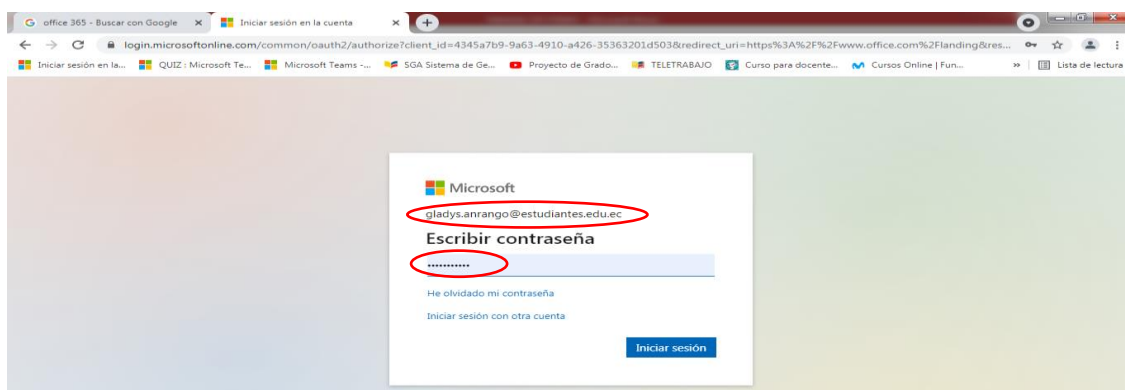 office 365 - Buscar con Google
Iniciar sesión en la cuenta
login.microsoftonline.com/common/oauth2/authorize?client_id=4345a7b9-9a63-4910-a426-35363201d503&redirect_uri=https%3A%2F%2Fwww.office.com%2Flanding&res...
Iniciar sesión en la... QUIZ : Microsoft Te... Microsoft Teams -... SGA Sistema de Ge... Proyecto de Grado... TELETRABAJO Curso para docente... Cursos Online | Fun... » Lista de lectura
Microsoft
gladys.anrango@estudiantes.edu.ec
Escribir contraseña
•••••••••••
He olvidado mi contraseña
Iniciar sesión con otra cuenta
Iniciar sesión